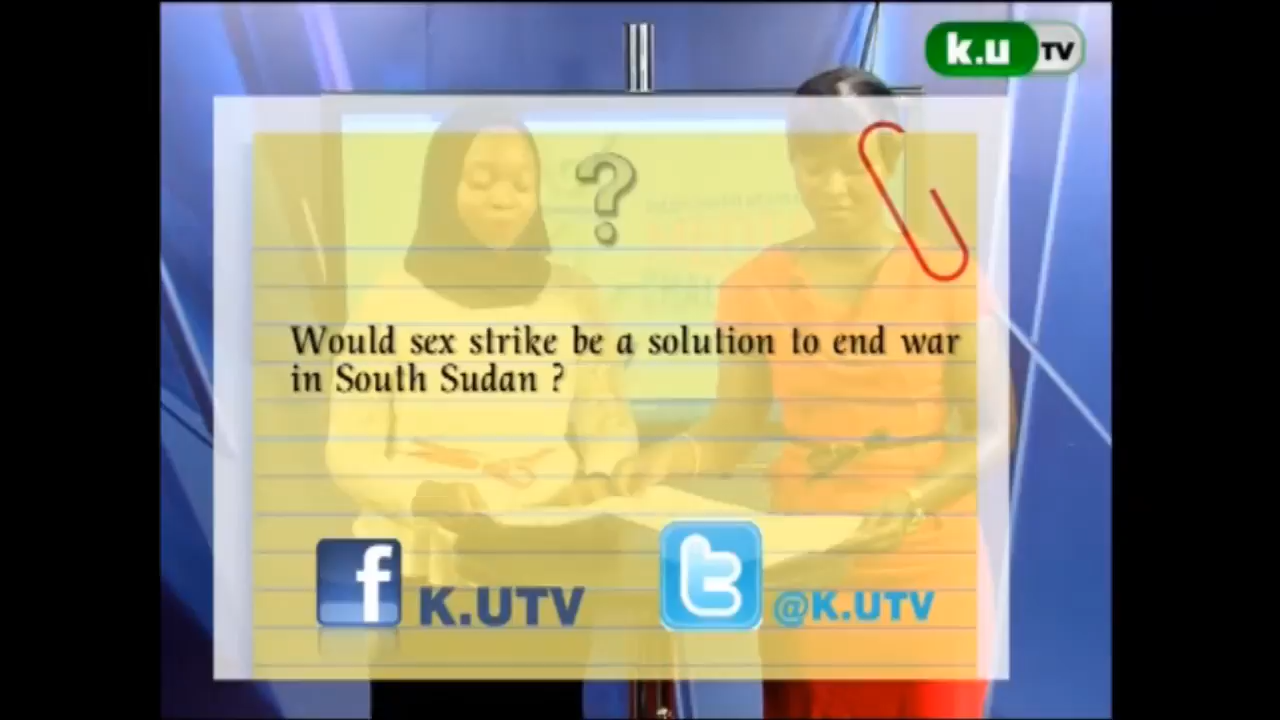 k.u TV
?
Would sex strike be a solution to end war
in South Sudan ?
f K.UTV
t @K.UTV